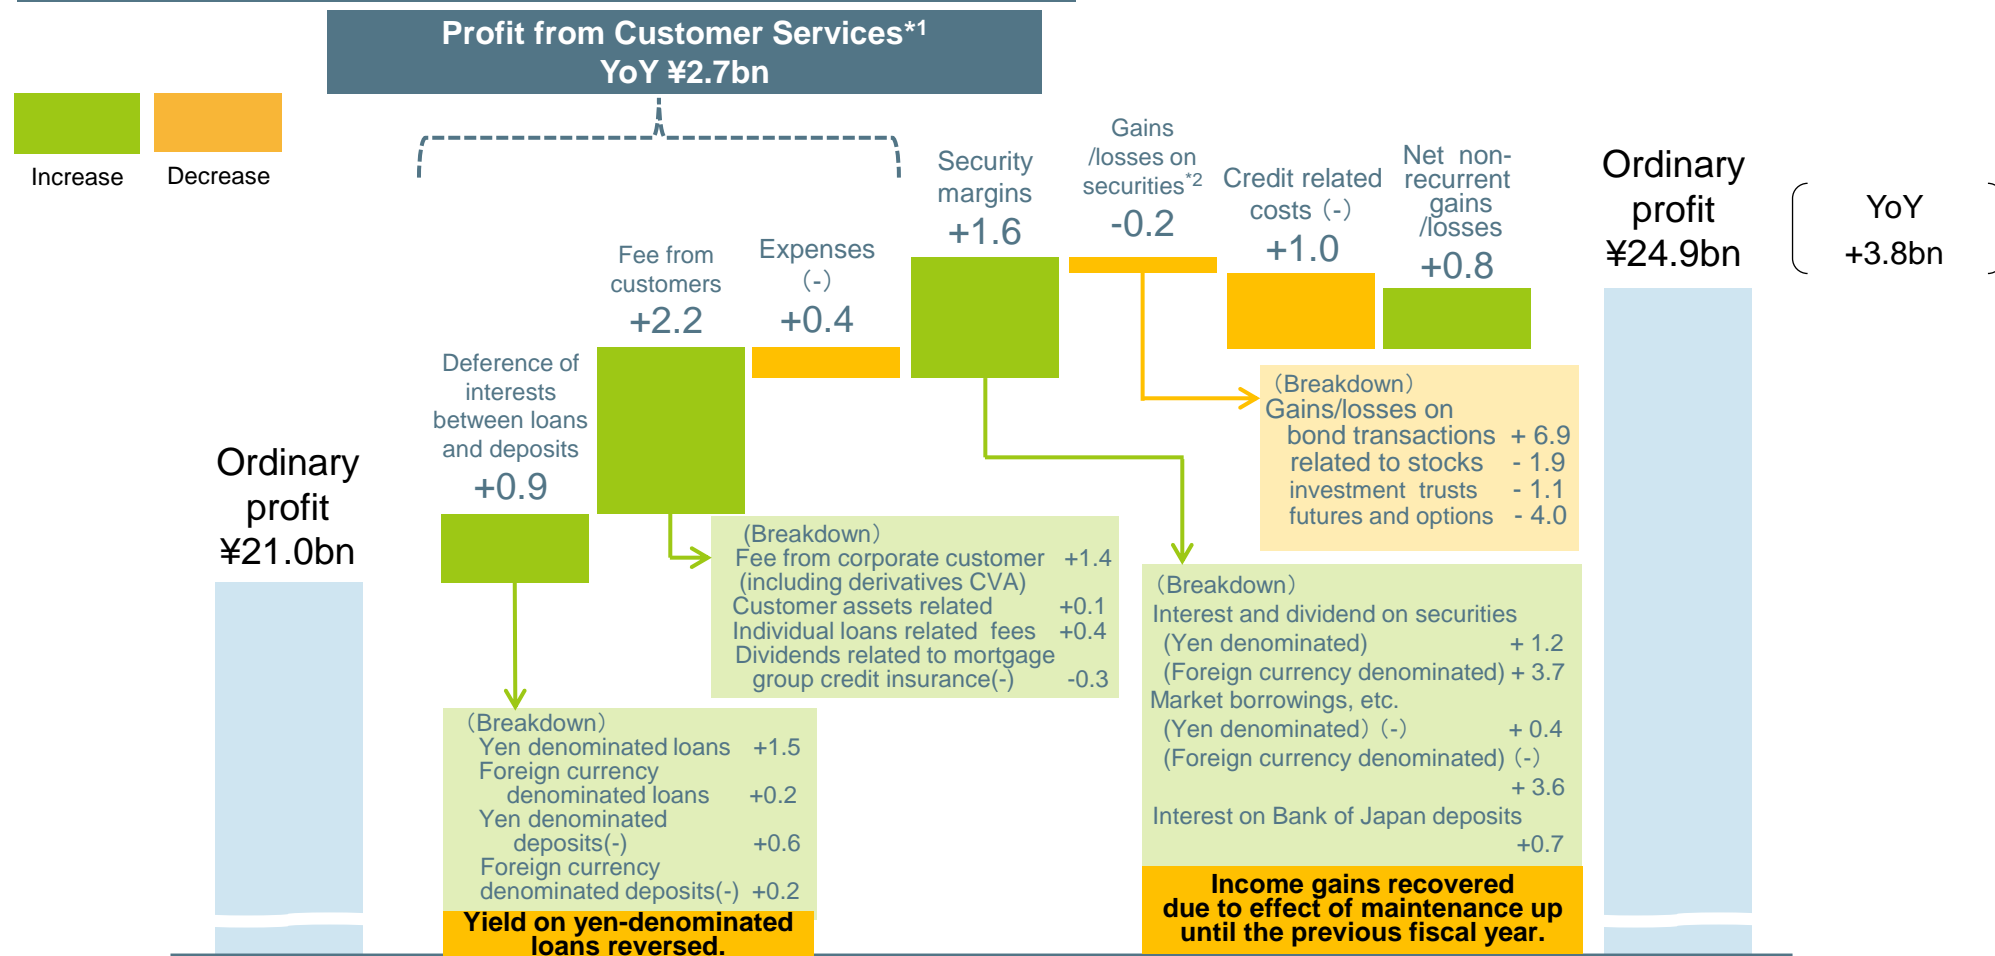 Profit from Customer Services*1
YoY ¥2.7bn
Increase
Decrease
Ordinary
profit
¥21.0bn
Deference of
interests
between loans
and deposits
+0.9
Fee from
customers
+2.2
Expenses
(-)
+0.4
Security
margins
+1.6
Gains
/losses on
securities*2
-0.2
Credit related
costs (-)
+1.0
Net non-
recurrent
gains
/losses
+0.8
Ordinary
profit
¥24.9bn
YoY
+3.8bn
(Breakdown)
Yen denominated loans +1.5
Foreign currency
denominated loans +0.2
Yen denominated
deposits(-) +0.6
Foreign currency
denominated deposits(-) +0.2
Yield on yen-denominated
loans reversed.
(Breakdown)
Fee from corporate customer +1.4
(including derivatives CVA)
Customer assets related +0.1
Individual loans related fees +0.4
Dividends related to mortgage
group credit insurance(-) -0.3
(Breakdown)
Gains/losses on
bond transactions + 6.9
related to stocks - 1.9
investment trusts - 1.1
futures and options - 4.0
(Breakdown)
Interest and dividend on securities
(Yen denominated) + 1.2
(Foreign currency denominated) + 3.7
Market borrowings, etc.
(Yen denominated) (-) + 0.4
(Foreign currency denominated) (-)
+ 3.6
Interest on Bank of Japan deposits
+0.7
Income gains recovered
due to effect of maintenance up
until the previous fiscal year.